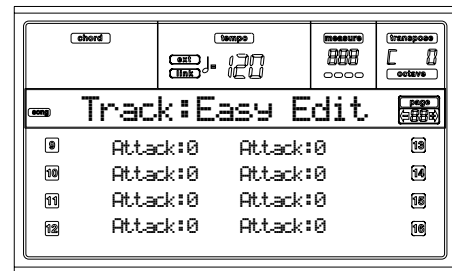 chord tempo measure transpose
ext link ♩= 120 888 C 0
octave
song Track:Easy Edit page 88
9 Attack:0 Attack:0 13
10 Attack:0 Attack:0 14
11 Attack:0 Attack:0 15
12 Attack:0 Attack:0 16